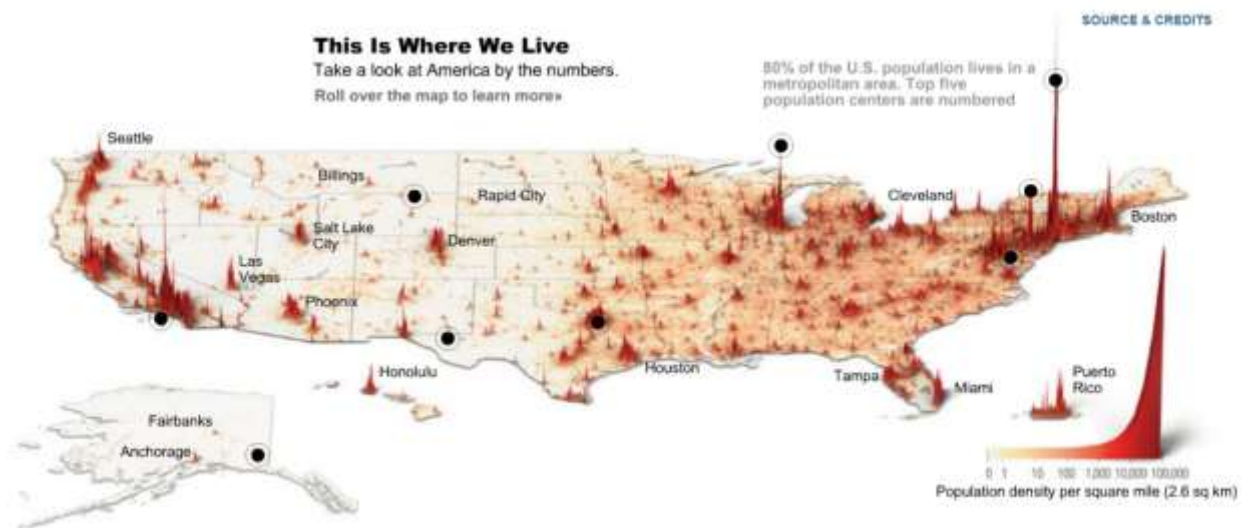 SOURCE & CREDITS
This Is Where We Live
Take a look at America by the numbers.
Roll over the map to learn more»
80% of the U.S. population lives in a
metropolitan area. Top five
population centers are numbered
Seattle
Billings
Rapid City
Cleveland
Boston
Salt Lake
City
Denver
Las
Vegas
Phoenix
Honolulu
Houston
Tampa
Miami
Puerto
Rico
Fairbanks
Anchorage
0 1 10 100 1,000 10,000 100,000
Population density per square mile (2.6 sq km)